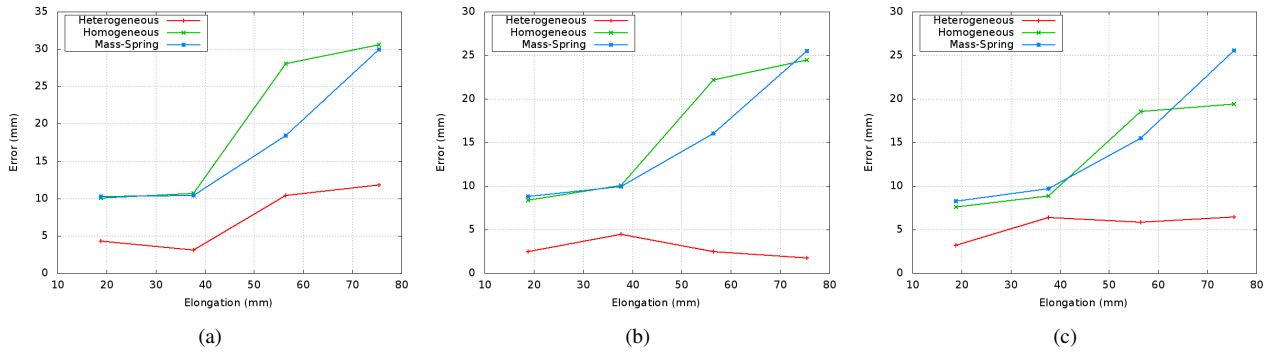 35
30
25
20
15
10
5
0
10 20 30 40 50 60 70 80
Error (mm)
Elongation (mm)
Heterogeneous
Homogeneous
Mass-Spring
(a)
30
25
20
15
10
5
0
10 20 30 40 50 60 70 80
Error (mm)
Elongation (mm)
Heterogeneous
Homogeneous
Mass-Spring
(b)
30
25
20
15
10
5
0
10 20 30 40 50 60 70 80
Error (mm)
Elongation (mm)
Heterogeneous
Homogeneous
Mass-Spring
(c)